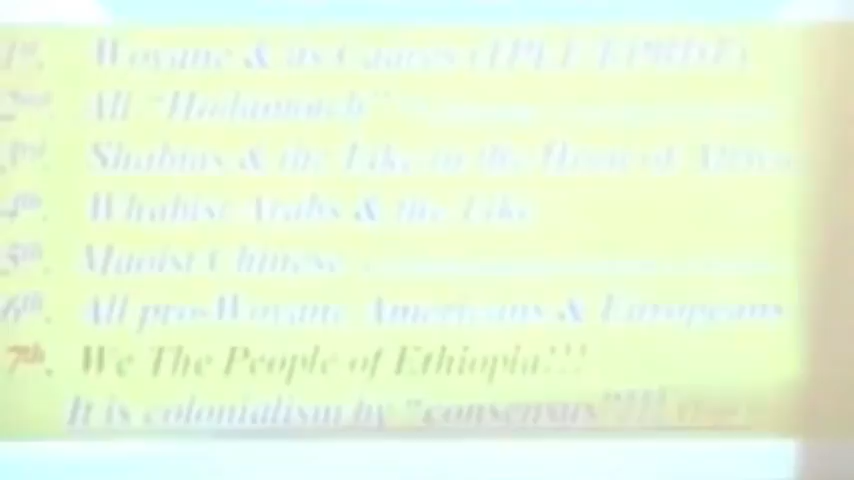 1st. Woyane & its Cadres (TPLF/EPRDF)
2nd. All "Hodamoch"
3rd. Shabias & the Like in the Horn of Africa
4th. Whabist Arabs & the Like
5th. Maoist Chinese
6th. All pro-Woyane Americans & Europeans
7th. We The People of Ethiopia!!!
It is colonialism by "consensus"!!!